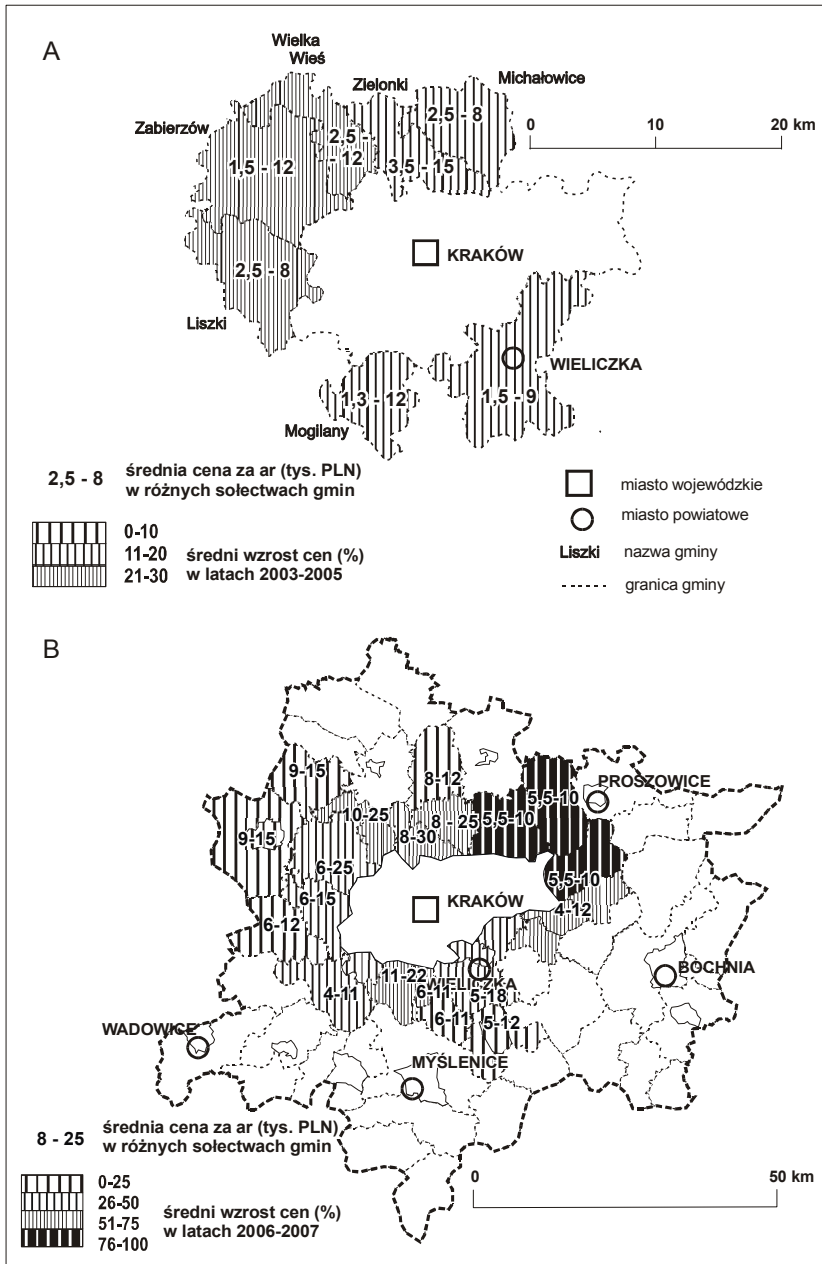 A
Wielka
Wieś
Zielonki
Michałowice
Zabierzów
0 10 20 km
2,5 - 8
2,5 -
- 12
3,5 - 15
1,5 - 12
KRAKÓW
2,5 - 8
Liszki
WIELICZKA
1,3 - 12
1,5 - 9
Mogilany
2,5 - 8 średnia cena za ar (tys. PLN)
w różnych sołectwach gmin
0-10
11-20
21-30
średni wzrost cen (%)
w latach 2003-2005
miasto wojewódzkie
miasto powiatowe
Liszki nazwa gminy
granica gminy
B
9-15
8-12
PROSZOWICE
5,5-10
10-25
8 - 25
5,5-10
9-15
8-30
6-25
5,5-10
6-15
KRAKÓW
4-12
6-12
11-22
WIELICZKA
BOCHNIA
4-11
6-11
5-18
6-11
5-12
WADOWICE
MYŚLENICE
8 - 25 średnia cena za ar (tys. PLN)
w różnych sołectwach gmin
0 50 km
0-25
26-50
51-75
76-100
średni wzrost cen (%)
w latach 2006-2007